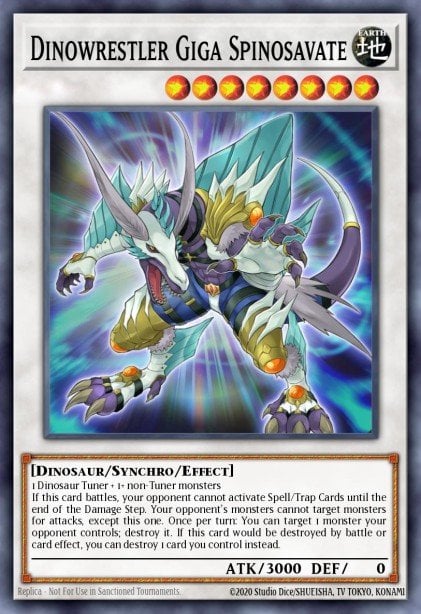 DINOWRESTLER GIGA SPINOSAVATE
EARTH
地
[DINOSAUR/SYNCHRO/EFFECT]
1 Dinosaur Tuner + 1+ non-Tuner monsters
If this card battles, your opponent cannot activate Spell/Trap Cards until the
end of the Damage Step. Your opponent's monsters cannot target monsters
for attacks, except this one. Once per turn: You can target 1 monster your
opponent controls; destroy it. If this card would be destroyed by battle or
card effect, you can destroy 1 card you control instead.
ATK/3000 DEF/ 0
Replica - Not For Use in Sanctioned Tournaments.
©2020 Studio Dice/SHUEISHA, TV TOKYO, KONAMI